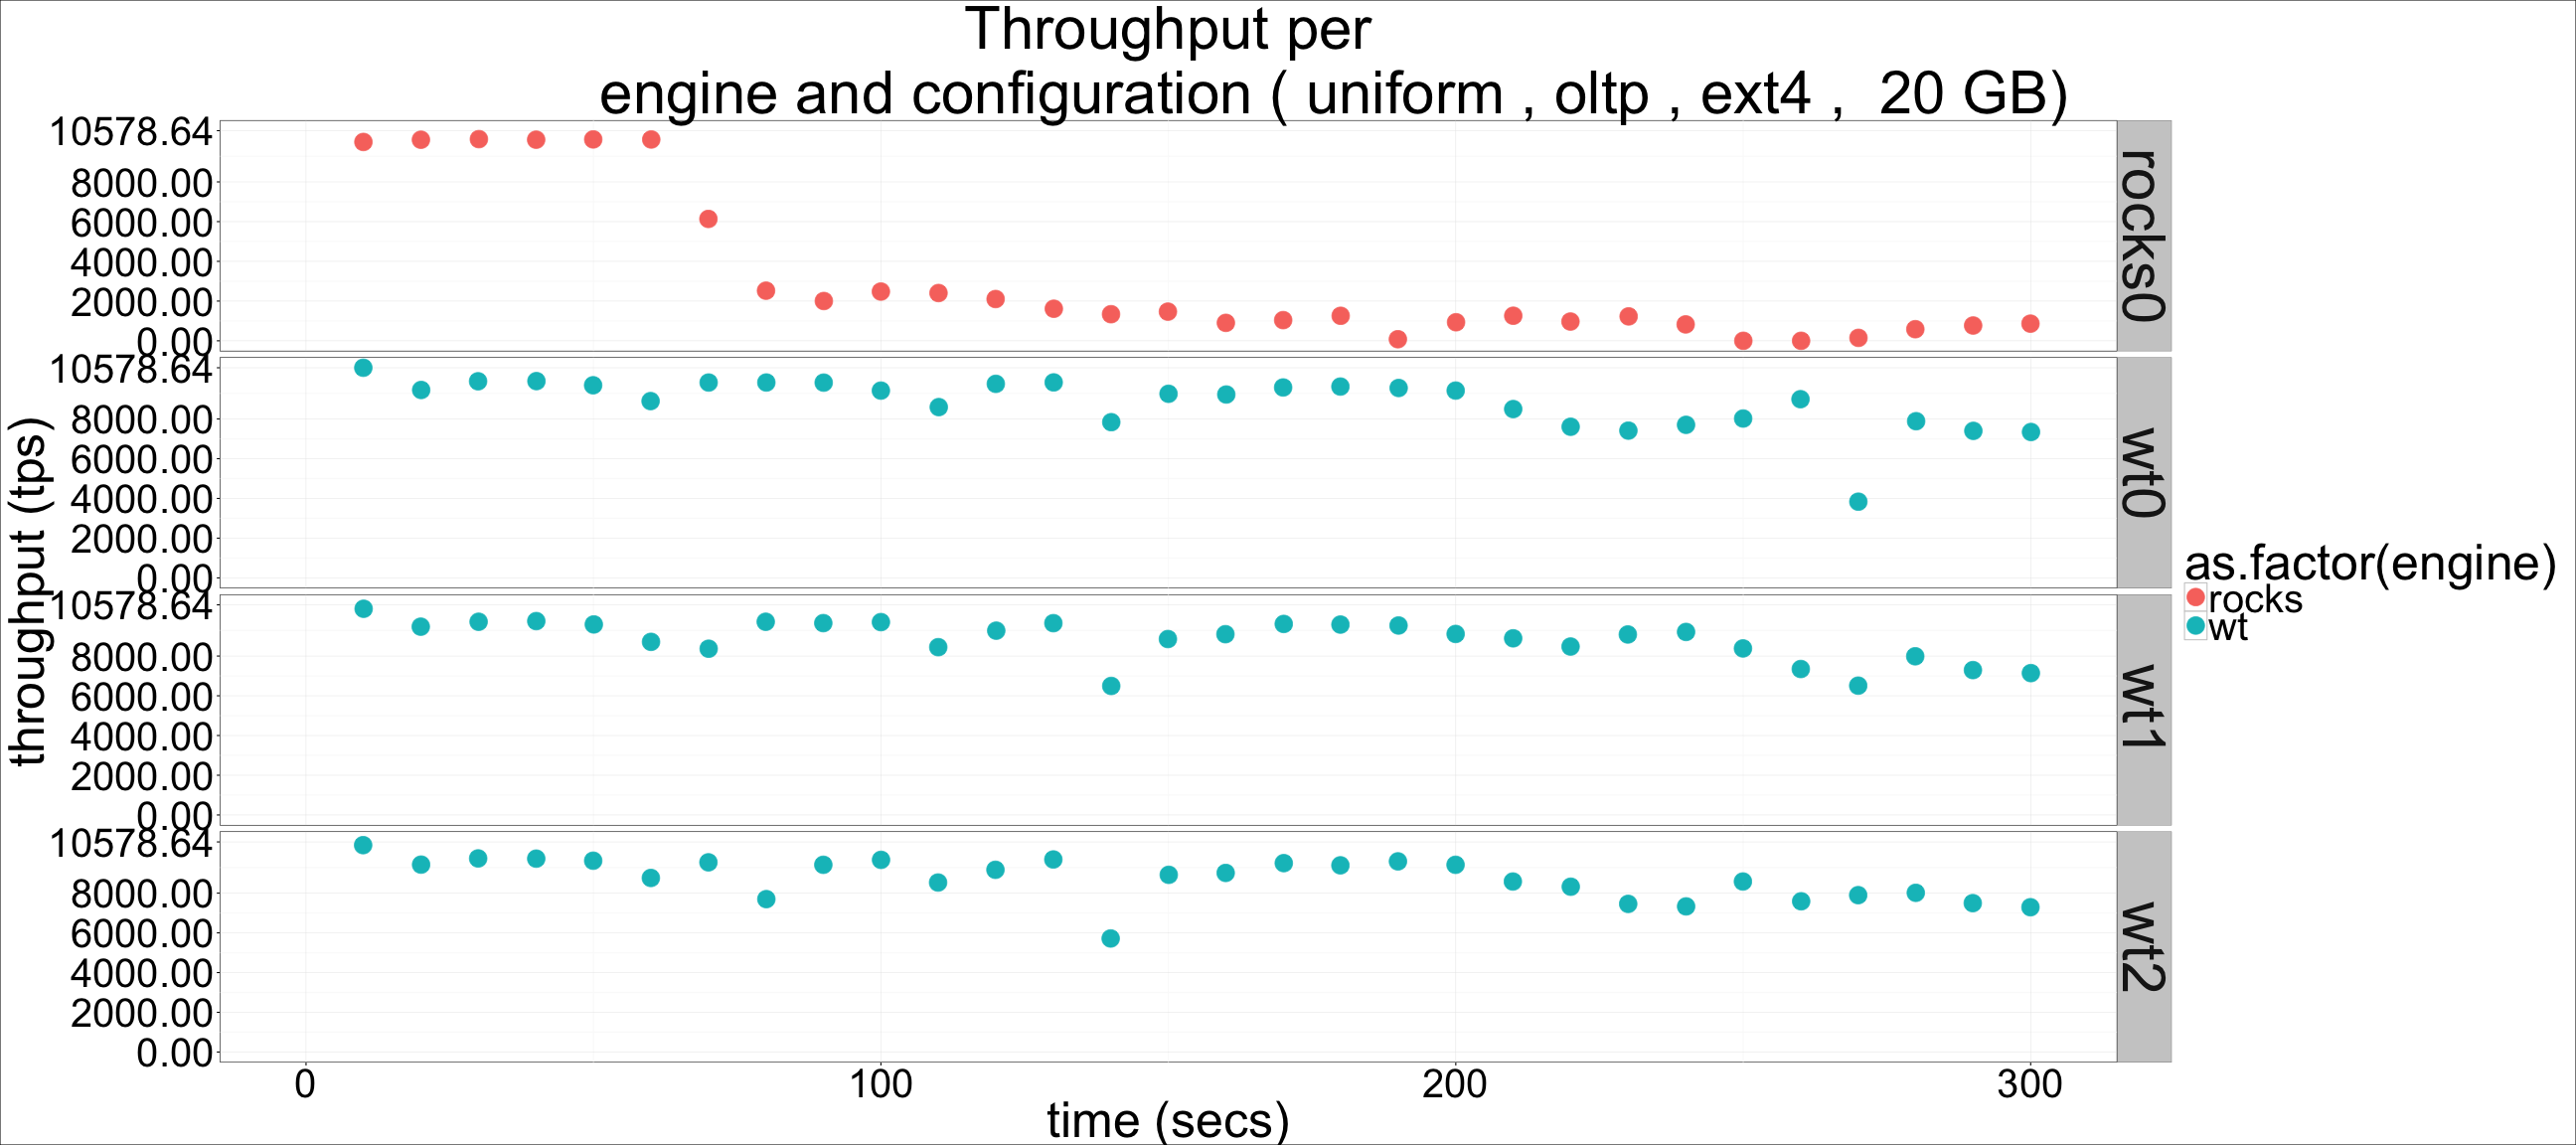 Throughput per
engine and configuration ( uniform , oltp , ext4 ,  20 GB)
throughput (tps)
10578.64
8000.00
6000.00
4000.00
2000.00
0.00
rocks0
10578.64
8000.00
6000.00
4000.00
2000.00
0.00
wt0
10578.64
8000.00
6000.00
4000.00
2000.00
0.00
wt1
10578.64
8000.00
6000.00
4000.00
2000.00
0.00
wt2
0 100 200 300
time (secs)
as.factor(engine)
rocks
wt